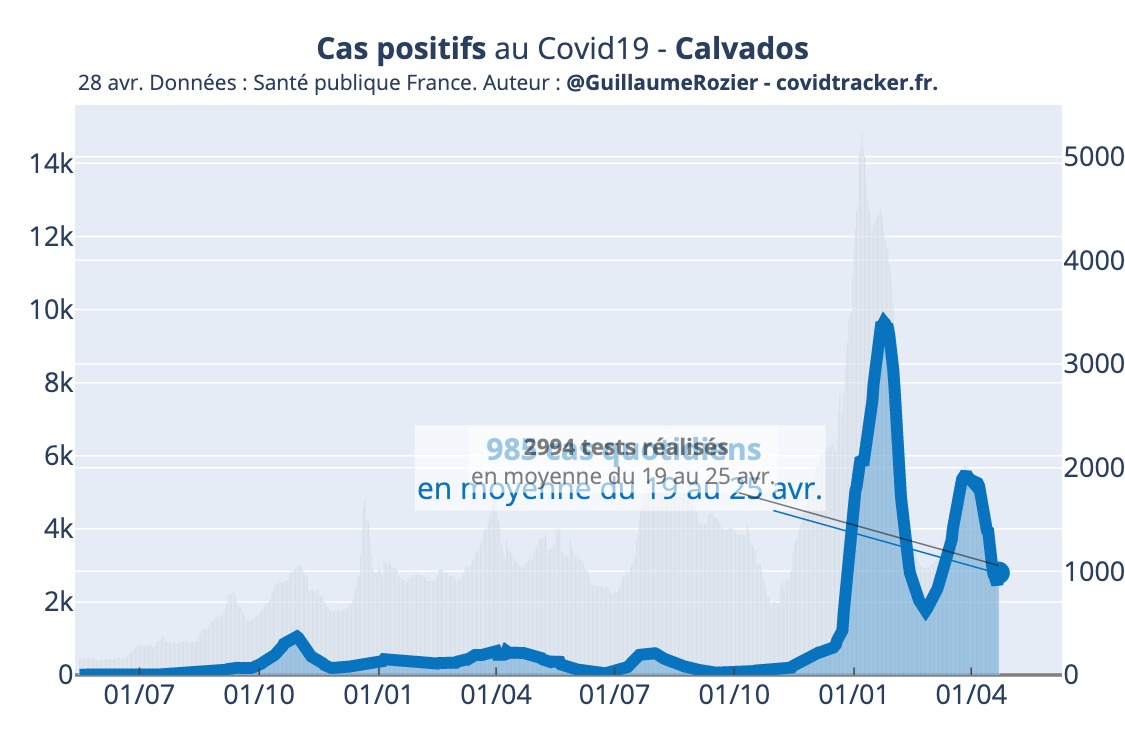 Cas positifs au Covid19 - Calvados
28 avr. Données : Santé publique France. Auteur : @GuillaumeRozier - covidtracker.fr.
14k
12k
10k
8k
6k
4k
2k
0
5000
4000
3000
2000
1000
0
985 cas quotidiens
en moyenne du 19 au 25 avr.
2994 tests réalisés
en moyenne du 19 au 25 avr.
01/07 01/10 01/01 01/04 01/07 01/10 01/01 01/04